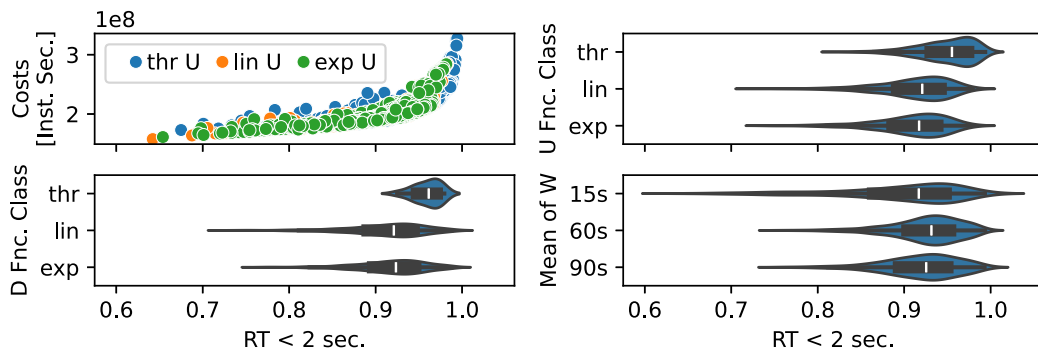 1e8
3
2
Costs
[Inst. Sec.]
thr U lin U exp U
U Fnc. Class
thr
lin
exp
D Fnc. Class
thr
lin
exp
0.6 0.7 0.8 0.9 1.0
RT < 2 sec.
Mean of W
15s
60s
90s
0.6 0.7 0.8 0.9 1.0
RT < 2 sec.